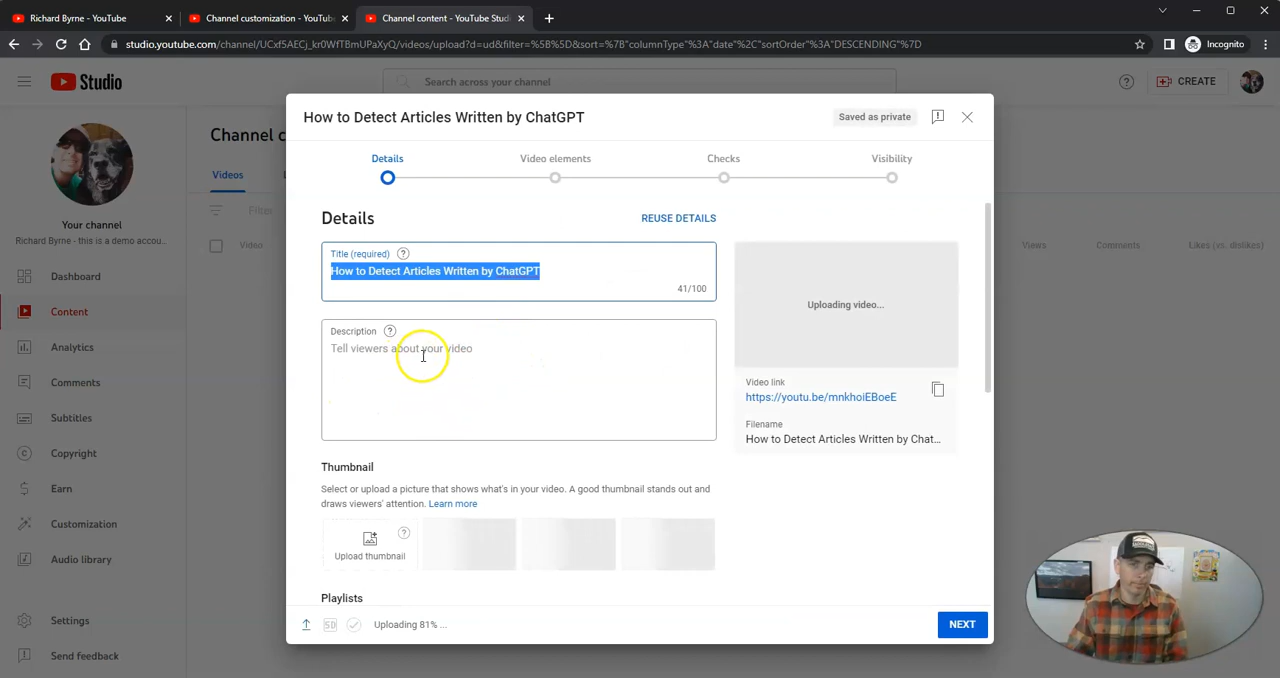 Richard Byrne - YouTube
Channel customization - YouTub
Channel content - YouTube Studi
studio.youtube.com/channel/UCxf5AECj_kr0WfTBmUPaXyQ/videos/upload?d=ud&filter=%5B%5D&sort=%7B"columnType"%3A"date"%2C"sortOrder"%3A"DESCENDING"%7D
Incognito
Studio
Search across your channel
CREATE
Your channel
Richard Byrne - this is a demo accou...
Dashboard
Content
Analytics
Comments
Subtitles
Copyright
Earn
Customization
Audio library
Settings
Send feedback
Channel c
Videos
Filter
Video
Views
Comments
Likes (vs. dislikes)
How to Detect Articles Written by ChatGPT
Saved as private
Details
Video elements
Checks
Visibility
Details
REUSE DETAILS
Title (required)
How to Detect Articles Written by ChatGPT
41/100
Description
Tell viewers about your video
Uploading video...
Video link
https://youtu.be/mnkhoiEBoeE
Filename
How to Detect Articles Written by Chat...
Thumbnail
Select or upload a picture that shows what's in your video. A good thumbnail stands out and
draws viewers' attention. Learn more
Upload thumbnail
Playlists
SD
Uploading 81% ...
NEXT